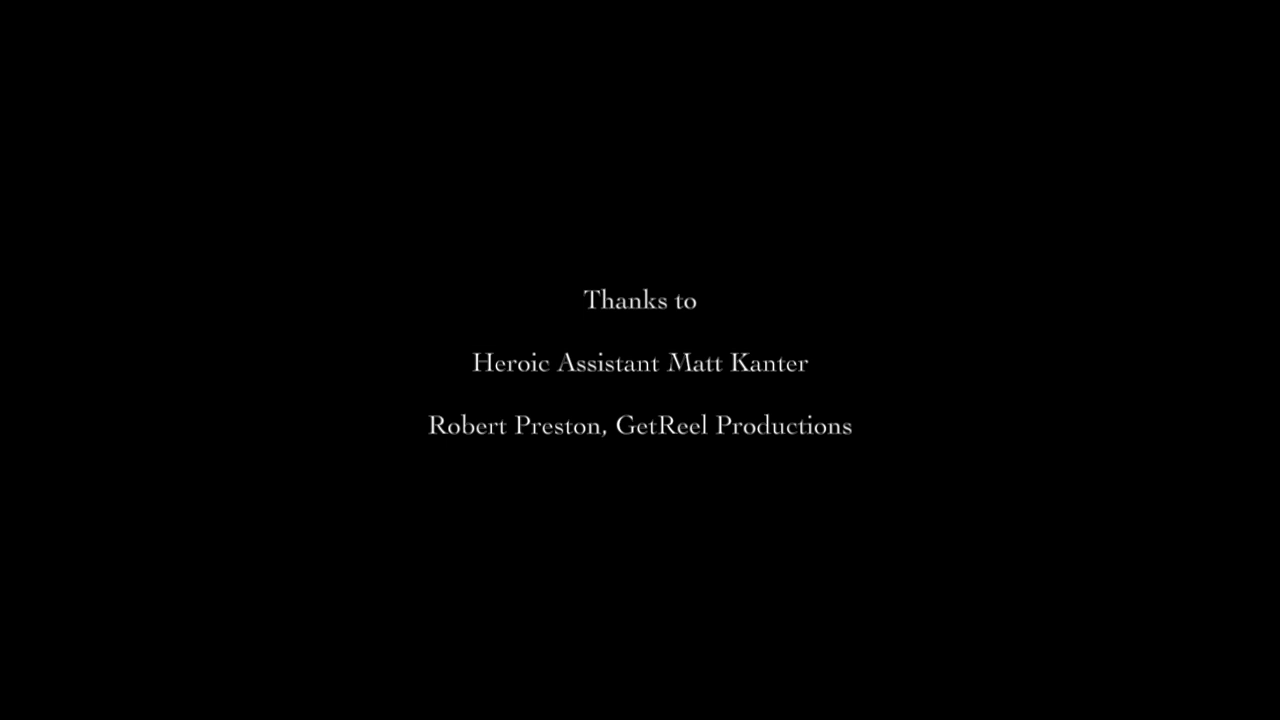 Thanks to
Heroic Assistant Matt Kanter
Robert Preston, GetReel Productions